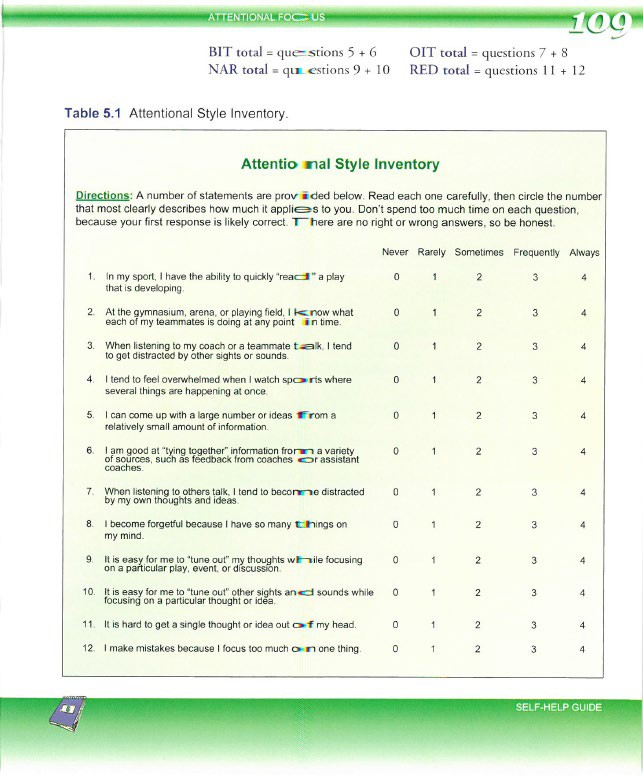 ATTENTIONAL FOCUS
109
BIT total = questions 5 + 6 OIT total = questions 7 + 8
NAR total = questions 9 + 10 RED total = questions 11 + 12
Table 5.1 Attentional Style Inventory.
Attentional Style Inventory
Directions: A number of statements are provided below. Read each one carefully, then circle the number
that most clearly describes how much it applies to you. Don't spend too much time on each question,
because your first response is likely correct. There are no right or wrong answers, so be honest.
Never Rarely Sometimes Frequently Always
1. In my sport, I have the ability to quickly "read" a play 0 1 2 3 4
that is developing.
2. At the gymnasium, arena, or playing field, I know what 0 1 2 3 4
each of my teammates is doing at any point in time.
3. When listening to my coach or a teammate talk, I tend 0 1 2 3 4
to get distracted by other sights or sounds.
4. I tend to feel overwhelmed when I watch sports where 0 1 2 3 4
several things are happening at once.
5. I can come up with a large number or ideas from a 0 1 2 3 4
relatively small amount of information.
6. I am good at "tying together" information from a variety 0 1 2 3 4
of sources, such as feedback from coaches or assistant
coaches.
7. When listening to others talk, I tend to become distracted 0 1 2 3 4
by my own thoughts and ideas.
8. I become forgetful because I have so many things on 0 1 2 3 4
my mind.
9. It is easy for me to "tune out" my thoughts while focusing 0 1 2 3 4
on a particular play, event, or discussion.
10. It is easy for me to "tune out" other sights and sounds while 0 1 2 3 4
focusing on a particular thought or idea.
11. It is hard to get a single thought or idea out of my head. 0 1 2 3 4
12. I make mistakes because I focus too much on one thing. 0 1 2 3 4
SELF-HELP GUIDE